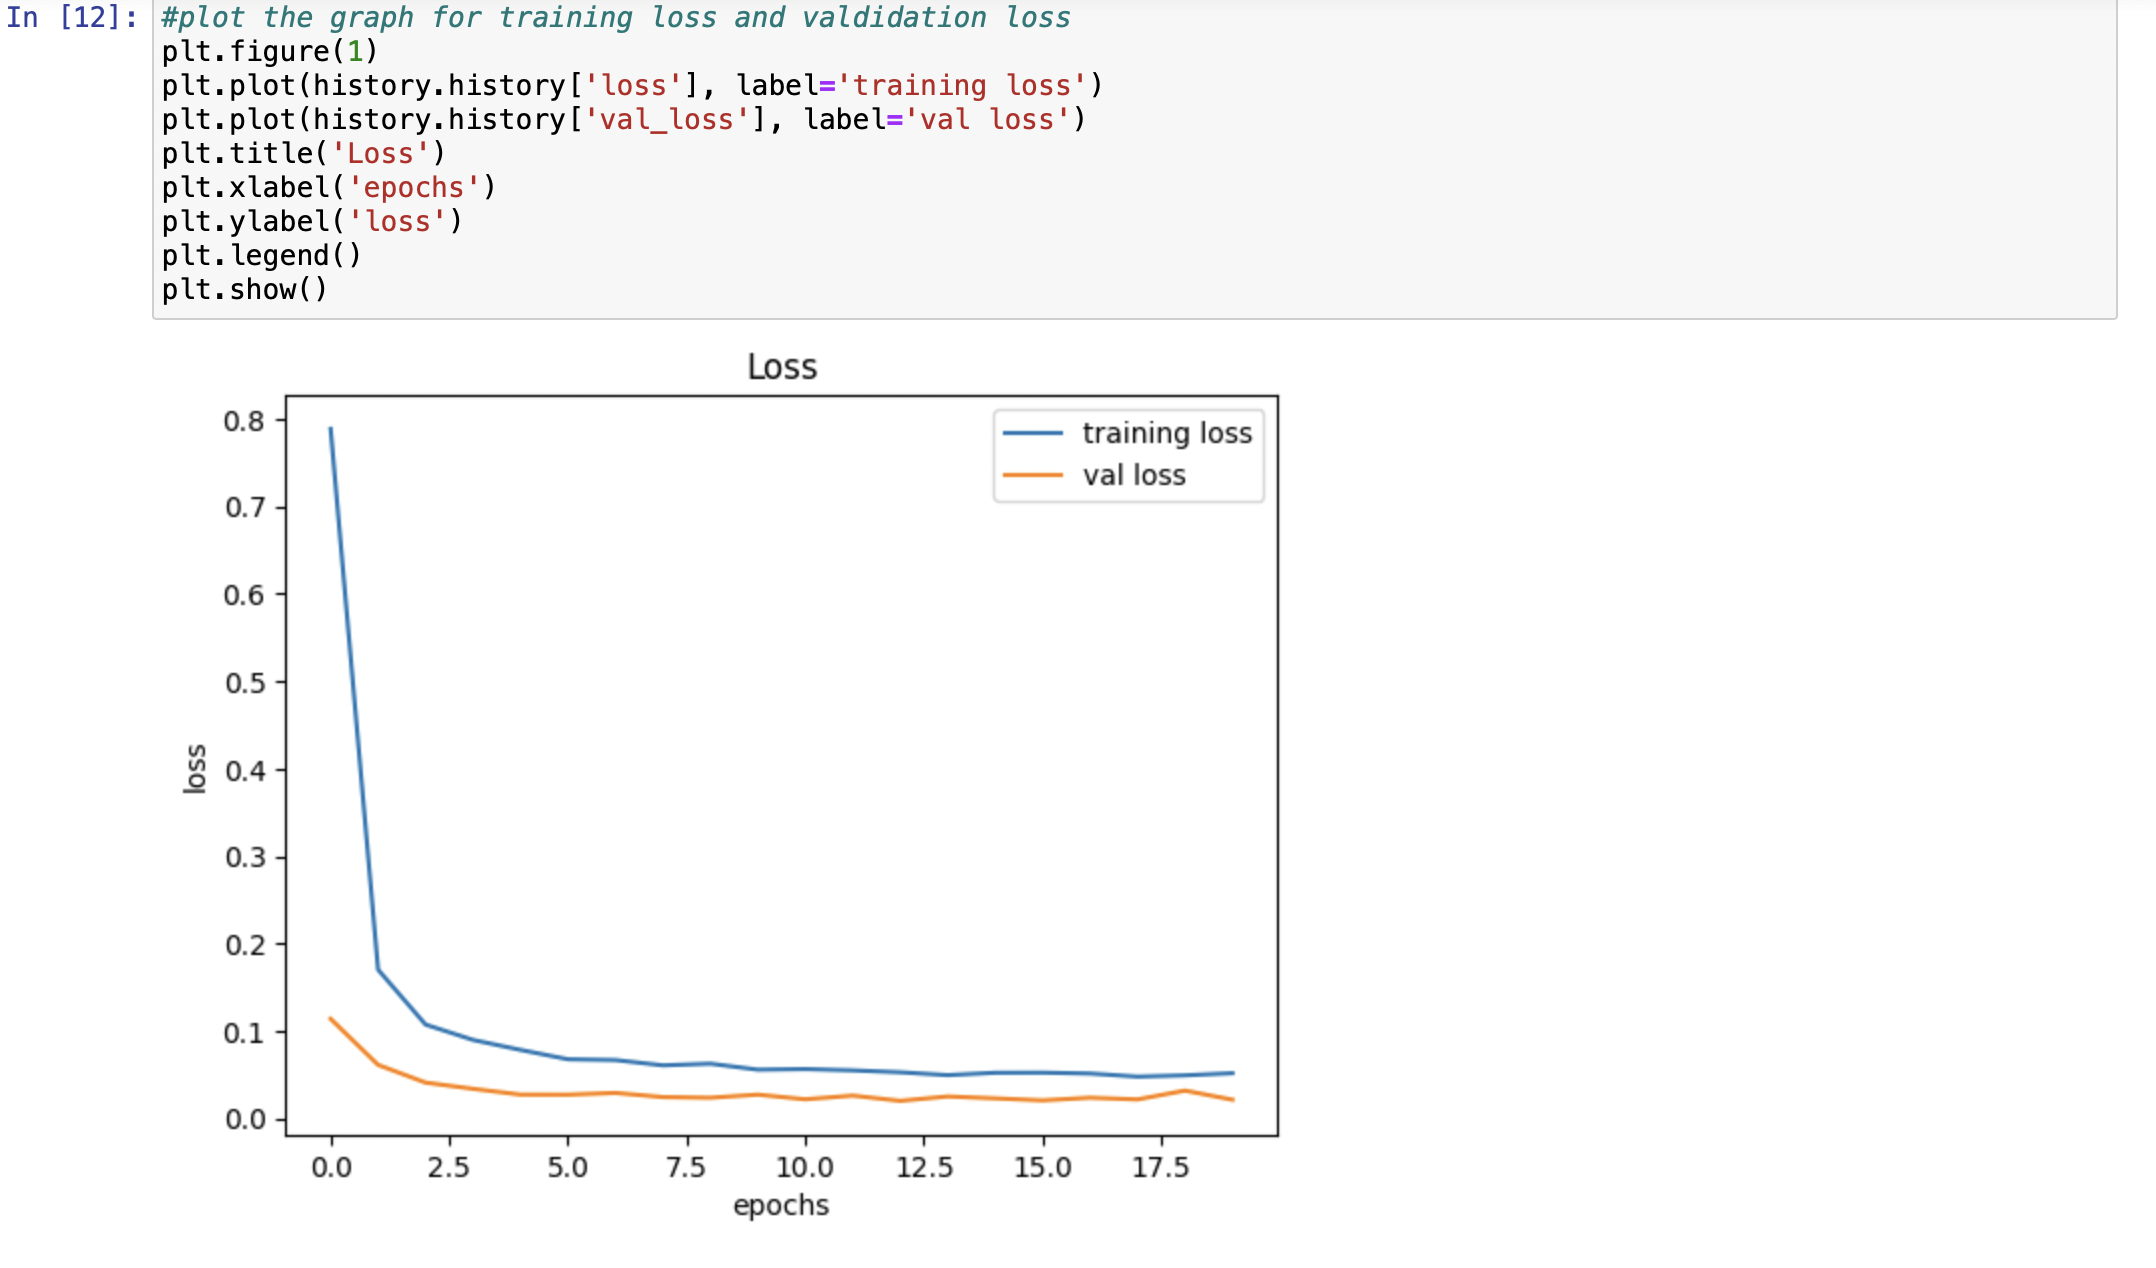 In [12]: #plot the graph for training loss and valdidation loss
plt.figure(1)
plt.plot(history.history['loss'], label='training loss')
plt.plot(history.history['val_loss'], label='val loss')
plt.title('Loss')
plt.xlabel('epochs')
plt.ylabel('loss')
plt.legend()
plt.show()
Loss
training loss
val loss
0.8
0.7
0.6
0.5
0.4
0.3
0.2
0.1
0.0
loss
0.0 2.5 5.0 7.5 10.0 12.5 15.0 17.5
epochs